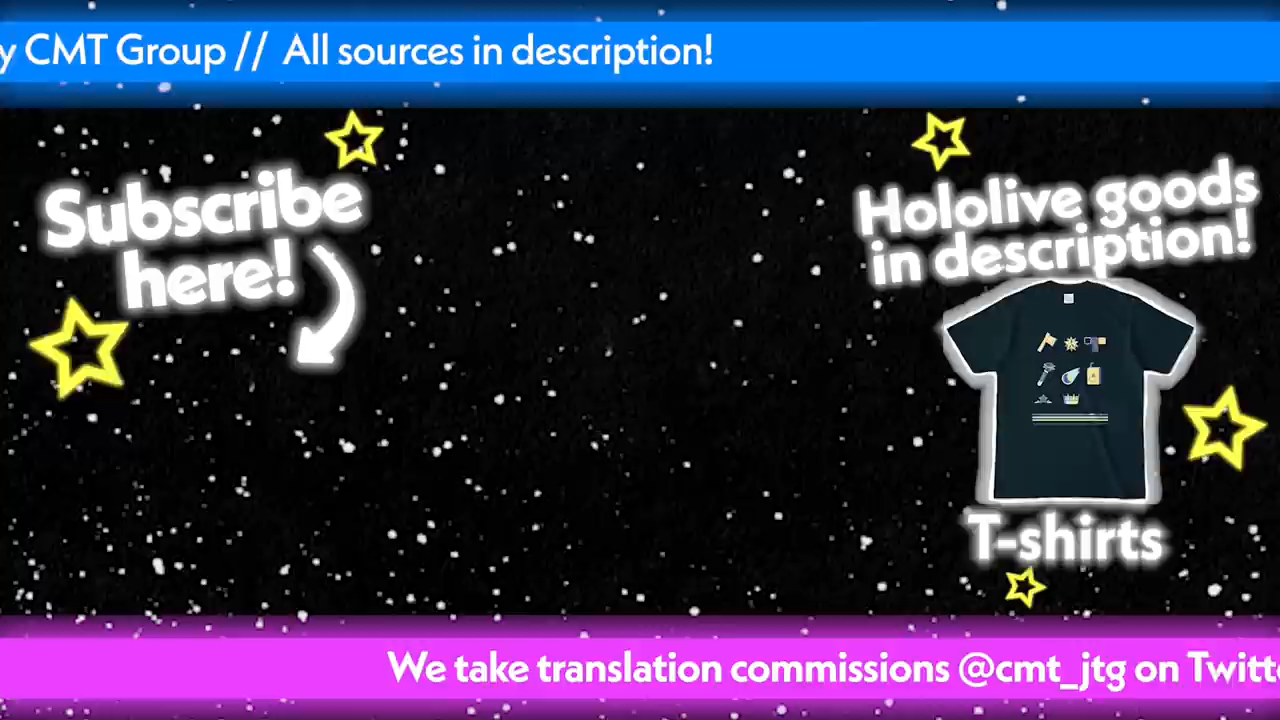 y CMT Group // All sources in description!
Subscribe
here!
Hololive goods
in description!
T-shirts
We take translation commissions @cmt_jtg on Twitte